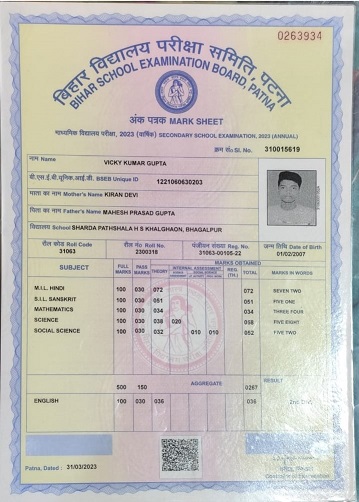 0263934
बिहार विद्यालय परीक्षा समिति, पटना
BIHAR SCHOOL EXAMINATION BOARD, PATNA
अंक पत्रक MARK SHEET
माध्यमिक विद्यालय परीक्षा, 2023 (वार्षिक) SECONDARY SCHOOL EXAMINATION, 2023 (ANNUAL)
क्रम सं०Sl. No. 310015619
नाम Name VICKY KUMAR GUPTA
बी.एस.ई.बी.यूनिक.आई.डी. BSEB Unique ID 1221060630203
माता का नाम Mother's Name KIRAN DEVI
पिता का नाम Father's Name MAHESH PRASAD GUPTA
विद्यालय School SHARDA PATHSHALA H S KHALGHAON, BHAGALPUR
रौल कोड Roll Code रौल नं० Roll No. पंजीयन संख्या Reg. No. जन्म तिथि Date of Birth
31063 2300318 31063-00105-22 01/02/2007
SUBJECT FULL MARKS PASS MARKS THEORY INTERNAL ASSESSMENT MARKS OBTAINED REG. (TH.) TOTAL MARKS IN WORDS
M.I.L. HINDI 100 030 072 072 SEVEN TWO
S.I.L. SANSKRIT 100 030 051 051 FIVE ONE
MATHEMATICS 100 030 034 034 THREE FOUR
SCIENCE 100 030 038 020 058 FIVE EIGHT
SOCIAL SCIENCE 100 030 032 010 010 052 FIVE TWO
500 150 AGGREGATE 0267 RESULT
ENGLISH 100 030 036 036 2nd. Div.
Patna, Dated : 31/03/2023